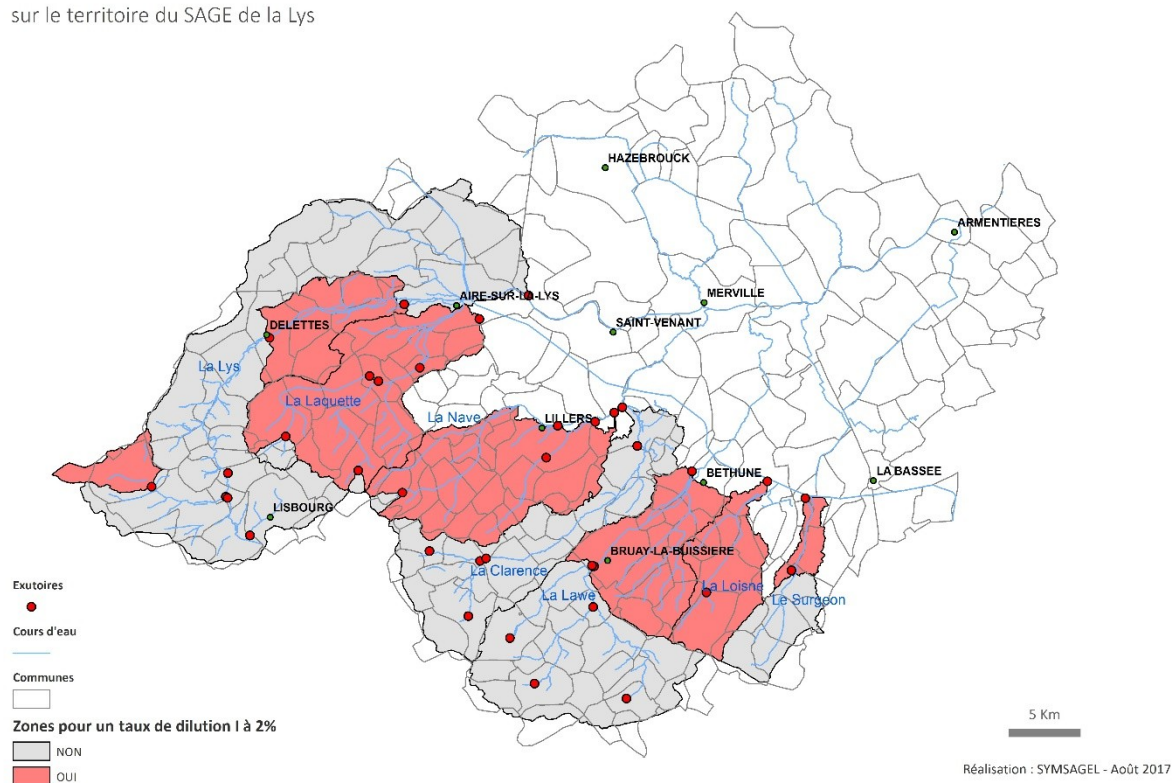 sur le territoire du SAGE de la Lys
HAZEBROUCK
ARMENTIERES
AIRE-SUR-LA-LYS
MERVILLE
SAINT-VENANT
DELETTES
La Lys
La Laquette
La Nave
LILLERS
BETHUNE
LA BASSEE
LISBOURG
BRUAY-LA-BUISSIERE
La Clarence
La Lawe
La Loisne
Le Surgeon
Exutoires
Cours d'eau
Communes
Zones pour un taux de dilution I à 2%
NON
OUI
5 Km
Réalisation : SYMSAGEL - Août 2017